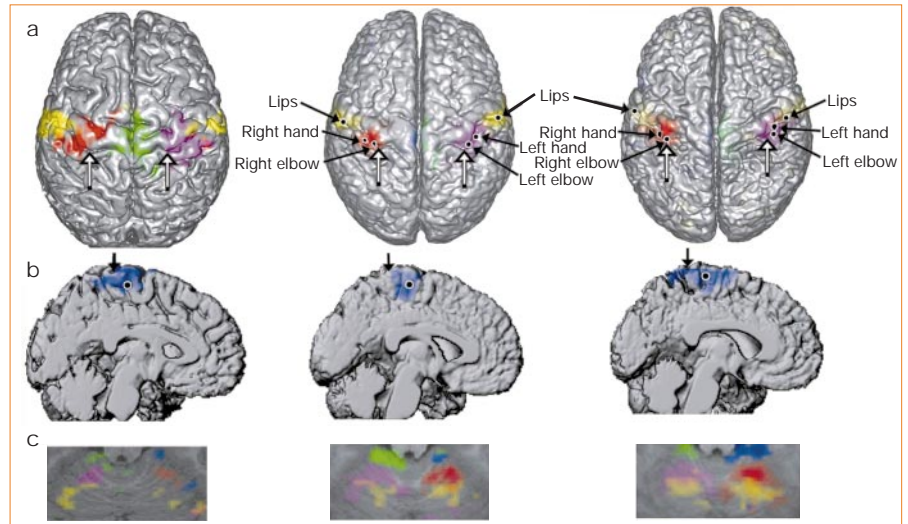 a
Lips
Right hand
Right elbow
Lips
Left hand
Left elbow
Right hand
Right elbow
Lips
Left hand
Left elbow
b
c